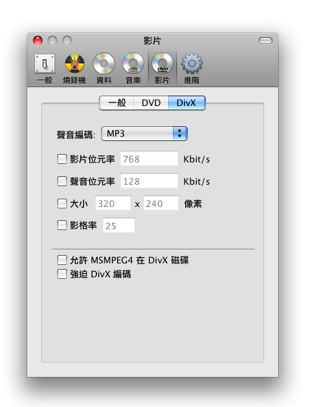 影片
一般 燒錄機 資料 音樂 影片 進階
一般 DVD DivX
聲音編碼: MP3
影片位元率 768 Kbit/s
聲音位元率 128 Kbit/s
大小 320 x 240 像素
影格率 25
允許 MSMPEG4 在 DivX 磁碟
強迫 DivX 編碼